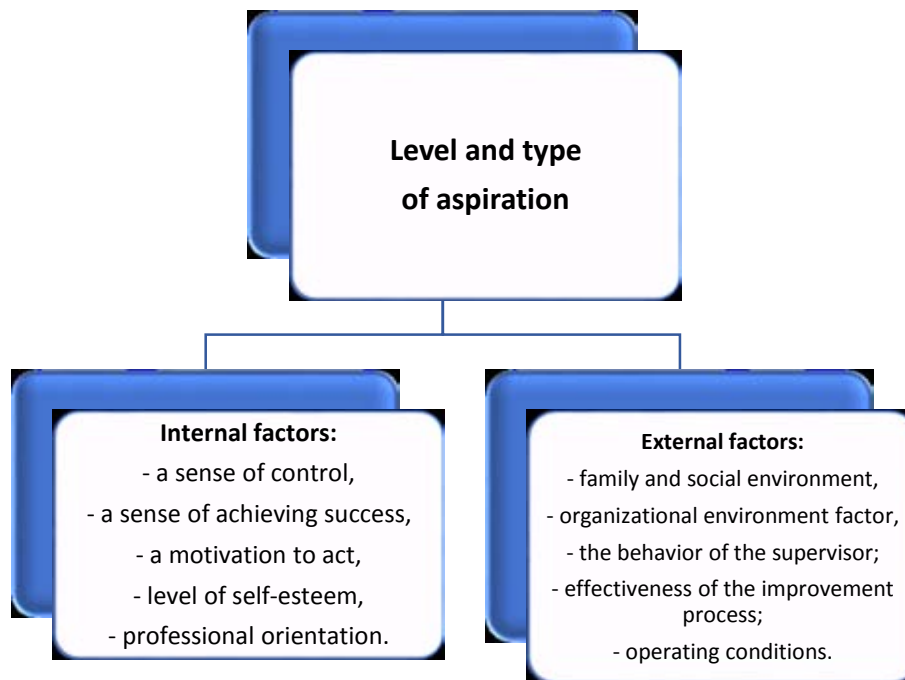 Level and type
of aspiration
Internal factors:
- a sense of control,
- a sense of achieving success,
- a motivation to act,
- level of self-esteem,
- professional orientation.
External factors:
- family and social environment,
- organizational environment factor,
- the behavior of the supervisor;
- effectiveness of the improvement
process;
- operating conditions.